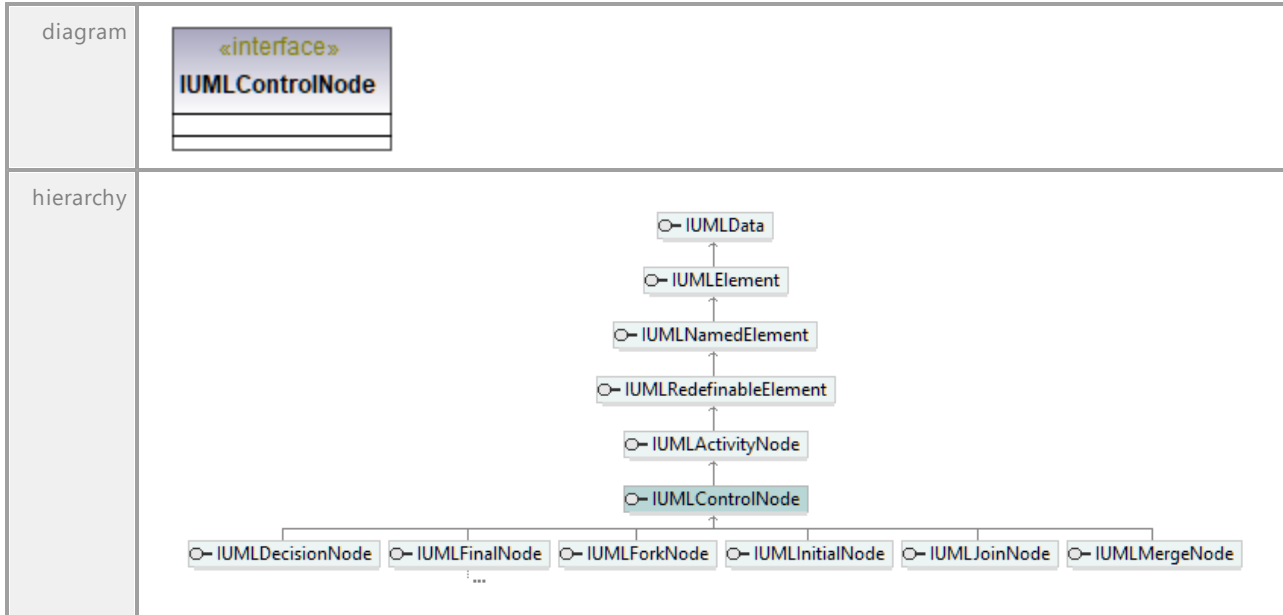 diagram
«interface»
IUMLControlNode
hierarchy
IUMLData
IUMLElement
IUMLNamedElement
IUMLRedefinableElement
IUMLActivityNode
IUMLControlNode
IUMLDecisionNode IUMLFinalNode IUMLForkNode IUMLInitialNode IUMLJoinNode IUMLMergeNode
...